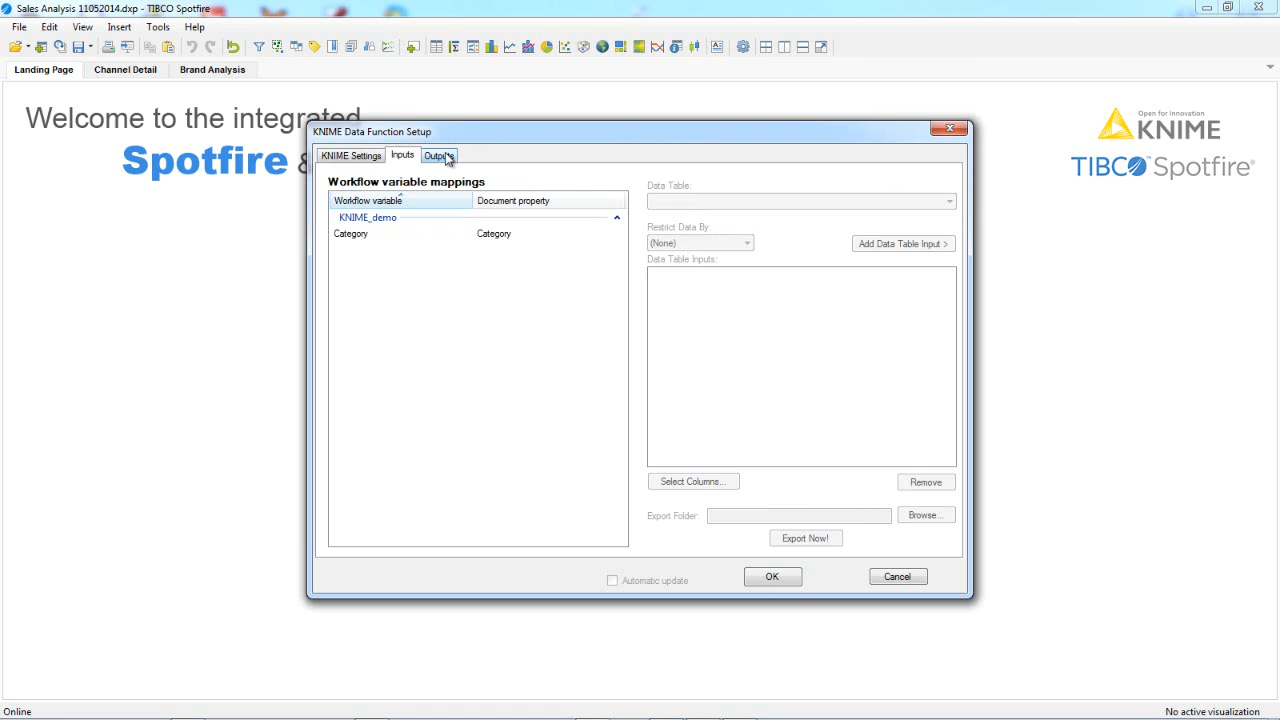 Sales Analysis 11052014.dxp - TIBCO Spotfire
File Edit View Insert Tools Help
Landing Page Channel Detail Brand Analysis
Welcome to the integrated
Spotfire &
Open for Innovation
KNIME
TIBCO Spotfire®
KNIME Data Function Setup
KNIME Settings Inputs Outputs
Workflow variable mappings
Workflow variable Document property
KNIME_demo
Category Category
Data Table:
Restrict Data By:
(None) Add Data Table Input >
Data Table Inputs:
Select Columns... Remove
Export Folder: Browse...
Export Now!
Automatic update OK Cancel
Online No active visualization